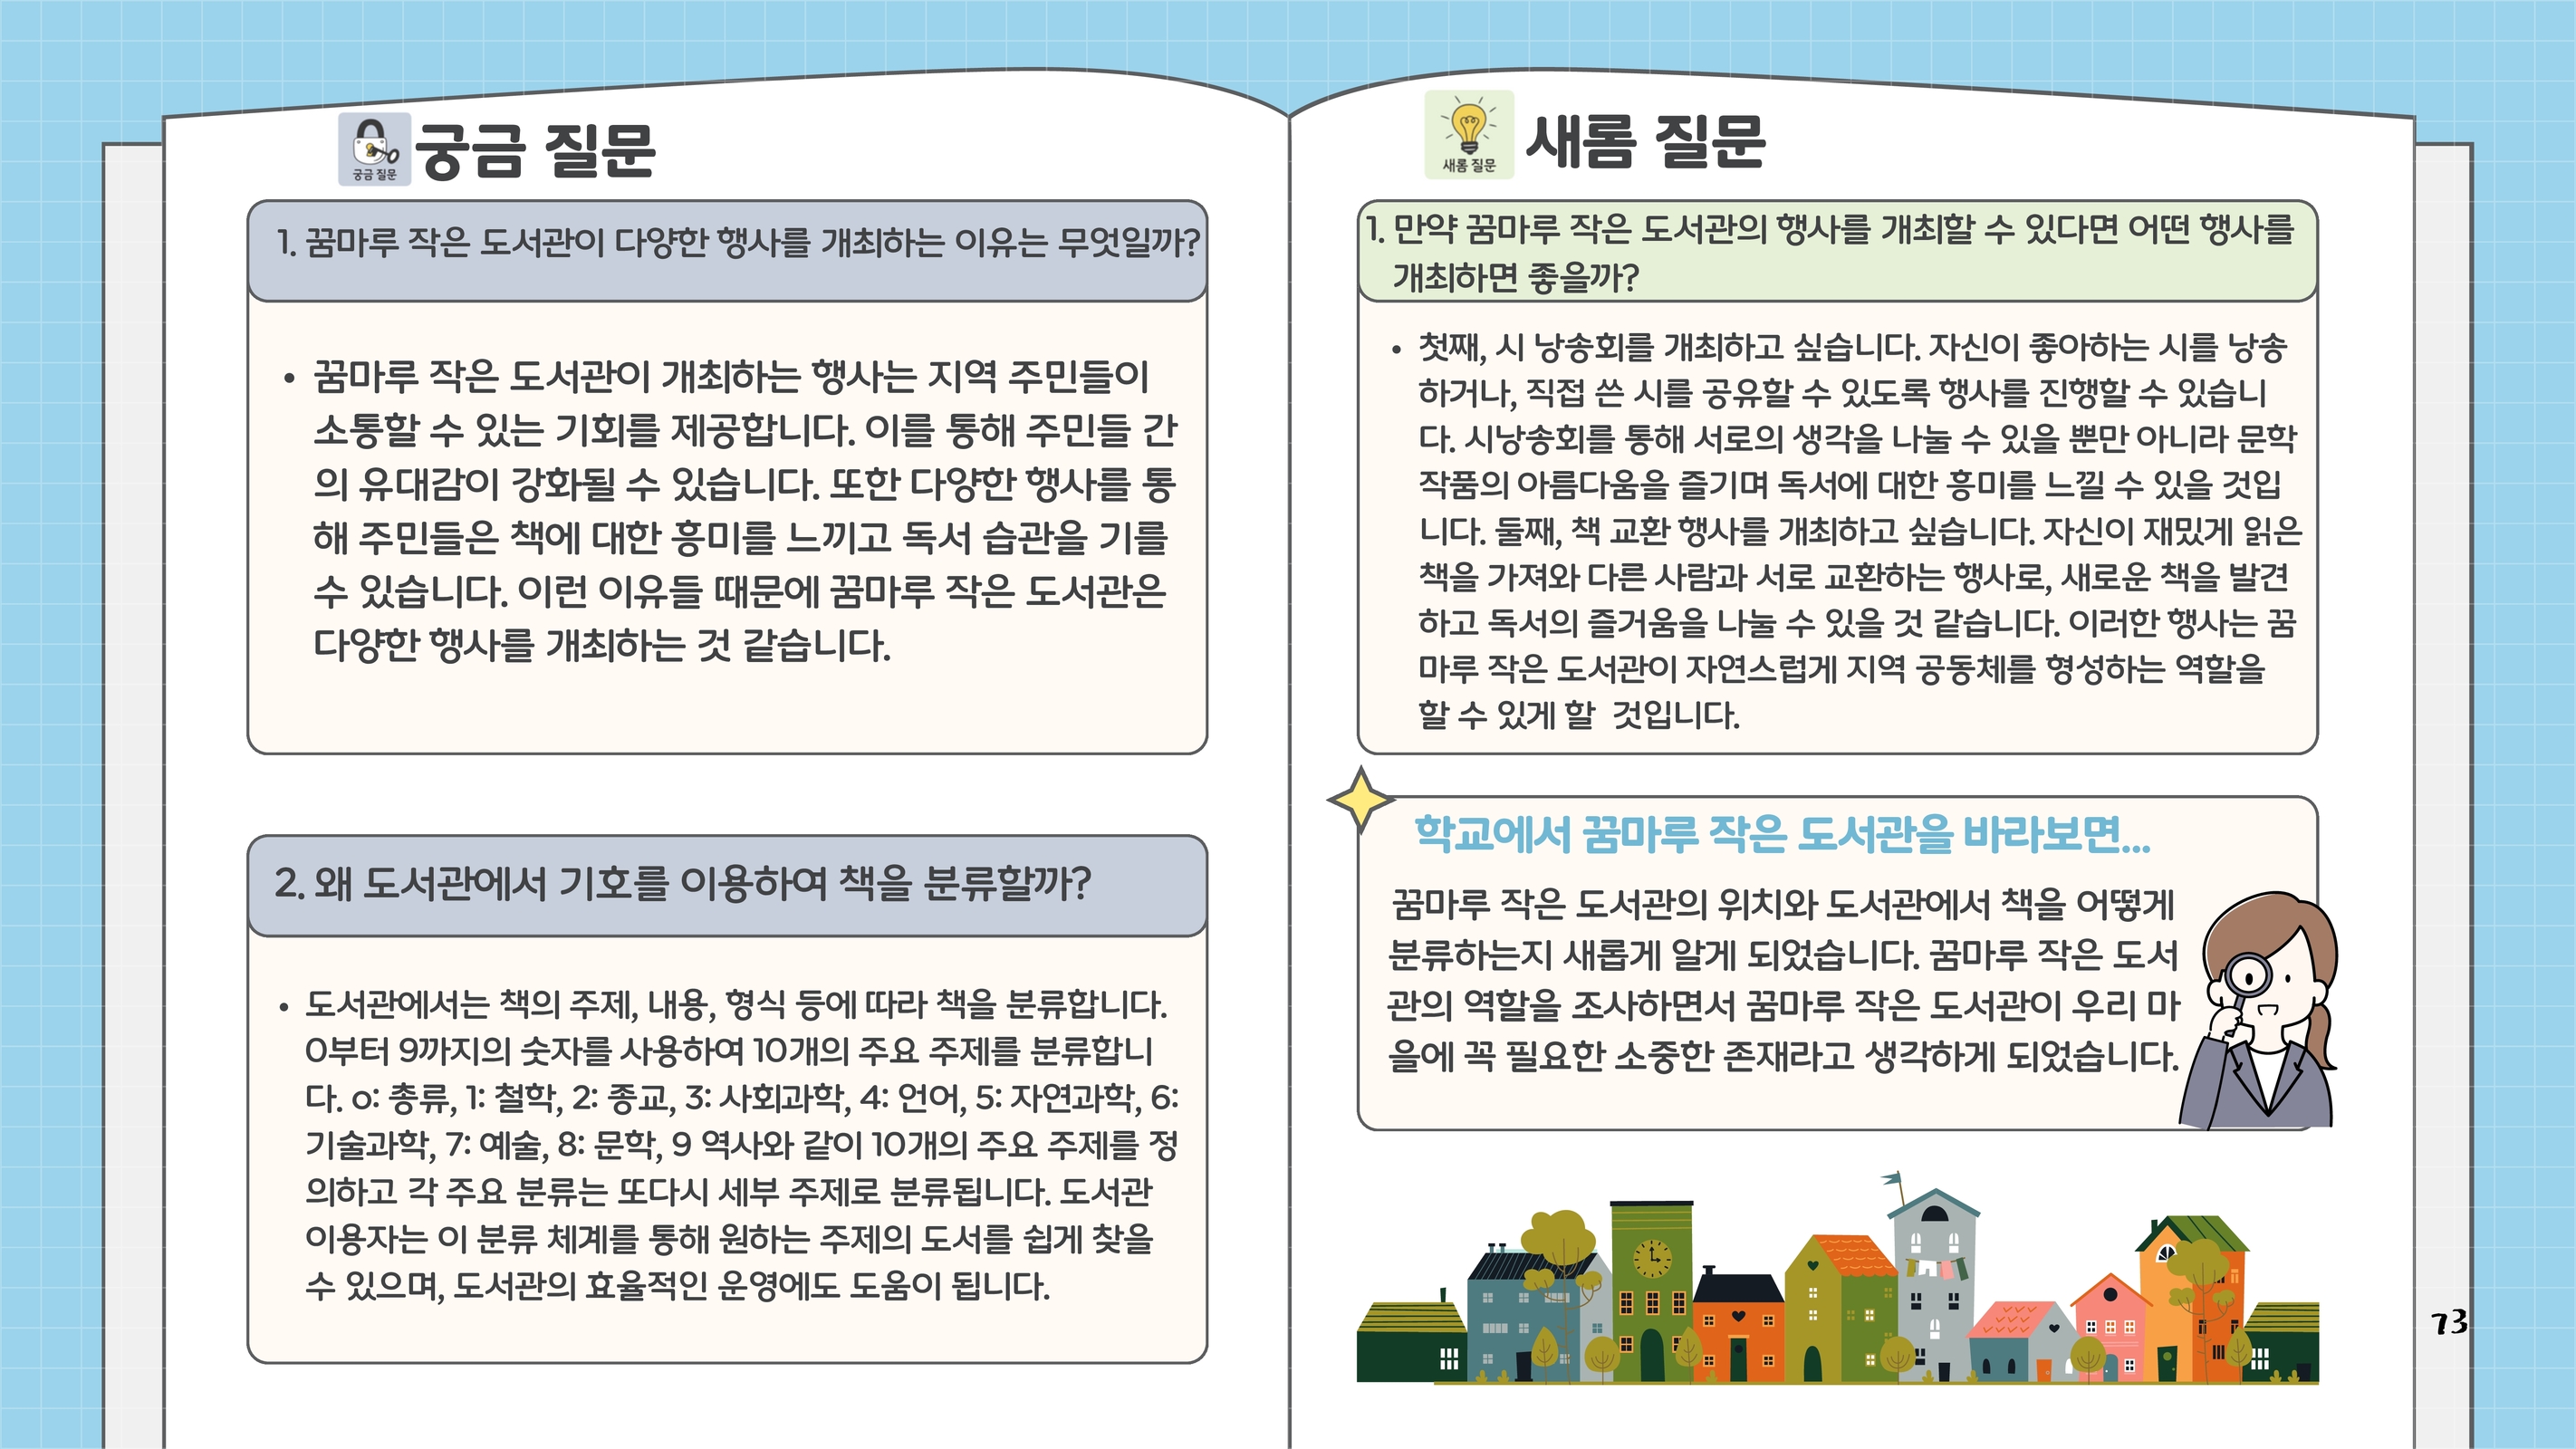 궁금 질문
궁금 질문
1. 꿈마루 작은 도서관이 다양한 행사를 개최하는 이유는 무엇일까?
• 꿈마루 작은 도서관이 개최하는 행사는 지역 주민들이
소통할 수 있는 기회를 제공합니다. 이를 통해 주민들 간
의 유대감이 강화될 수 있습니다. 또한 다양한 행사를 통
해 주민들은 책에 대한 흥미를 느끼고 독서 습관을 기를
수 있습니다. 이런 이유들 때문에 꿈마루 작은 도서관은
다양한 행사를 개최하는 것 같습니다.
2. 왜 도서관에서 기호를 이용하여 책을 분류할까?
• 도서관에서는 책의 주제, 내용, 형식 등에 따라 책을 분류합니다.
0부터 9까지의 숫자를 사용하여 10개의 주요 주제를 분류합니
다. o: 총류, 1: 철학, 2: 종교, 3: 사회과학, 4: 언어, 5: 자연과학, 6:
기술과학, 7: 예술, 8: 문학, 9 역사와 같이 10개의 주요 주제를 정
의하고 각 주요 분류는 또다시 세부 주제로 분류됩니다. 도서관
이용자는 이 분류 체계를 통해 원하는 주제의 도서를 쉽게 찾을
수 있으며, 도서관의 효율적인 운영에도 도움이 됩니다.
새롬 질문
새롬 질문
1. 만약 꿈마루 작은 도서관의 행사를 개최할 수 있다면 어떤 행사를
개최하면 좋을까?
• 첫째, 시 낭송회를 개최하고 싶습니다. 자신이 좋아하는 시를 낭송
하거나, 직접 쓴 시를 공유할 수 있도록 행사를 진행할 수 있습니
다. 시낭송회를 통해 서로의 생각을 나눌 수 있을 뿐만 아니라 문학
작품의 아름다움을 즐기며 독서에 대한 흥미를 느낄 수 있을 것입
니다. 둘째, 책 교환 행사를 개최하고 싶습니다. 자신이 재밌게 읽은
책을 가져와 다른 사람과 서로 교환하는 행사로, 새로운 책을 발견
하고 독서의 즐거움을 나눌 수 있을 것 같습니다. 이러한 행사는 꿈
마루 작은 도서관이 자연스럽게 지역 공동체를 형성하는 역할을
할 수 있게 할 것입니다.
학교에서 꿈마루 작은 도서관을 바라보면...
꿈마루 작은 도서관의 위치와 도서관에서 책을 어떻게
분류하는지 새롭게 알게 되었습니다. 꿈마루 작은 도서
관의 역할을 조사하면서 꿈마루 작은 도서관이 우리 마
을에 꼭 필요한 소중한 존재라고 생각하게 되었습니다.
73